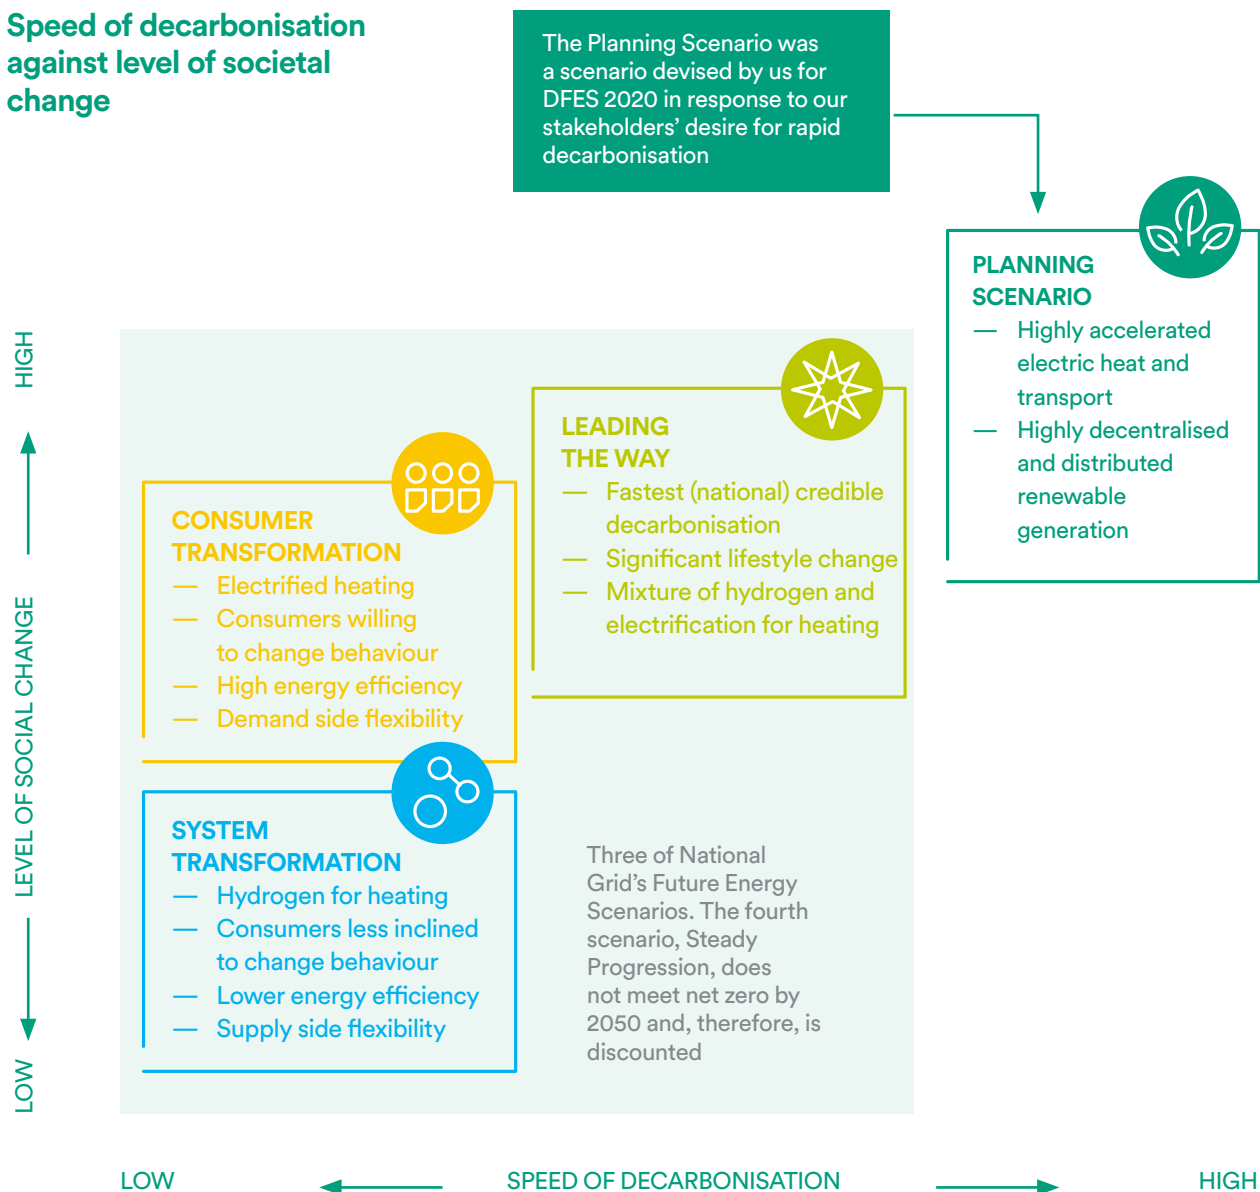 Speed of decarbonisation
against level of societal
change
The Planning Scenario was
a scenario devised by us for
DFES 2020 in response to our
stakeholders’ desire for rapid
decarbonisation
PLANNING
SCENARIO
— Highly accelerated
electric heat and
transport
— Highly decentralised
and distributed
renewable
generation
HIGH
LEVEL OF SOCIAL CHANGE
LOW
LEADING
THE WAY
— Fastest (national) credible
decarbonisation
— Significant lifestyle change
— Mixture of hydrogen and
electrification for heating
CONSUMER
TRANSFORMATION
— Electrified heating
— Consumers willing
to change behaviour
— High energy efficiency
— Demand side flexibility
SYSTEM
TRANSFORMATION
— Hydrogen for heating
— Consumers less inclined
to change behaviour
— Lower energy efficiency
— Supply side flexibility
Three of National
Grid’s Future Energy
Scenarios. The fourth
scenario, Steady
Progression, does
not meet net zero by
2050 and, therefore, is
discounted
LOW
SPEED OF DECARBONISATION
HIGH